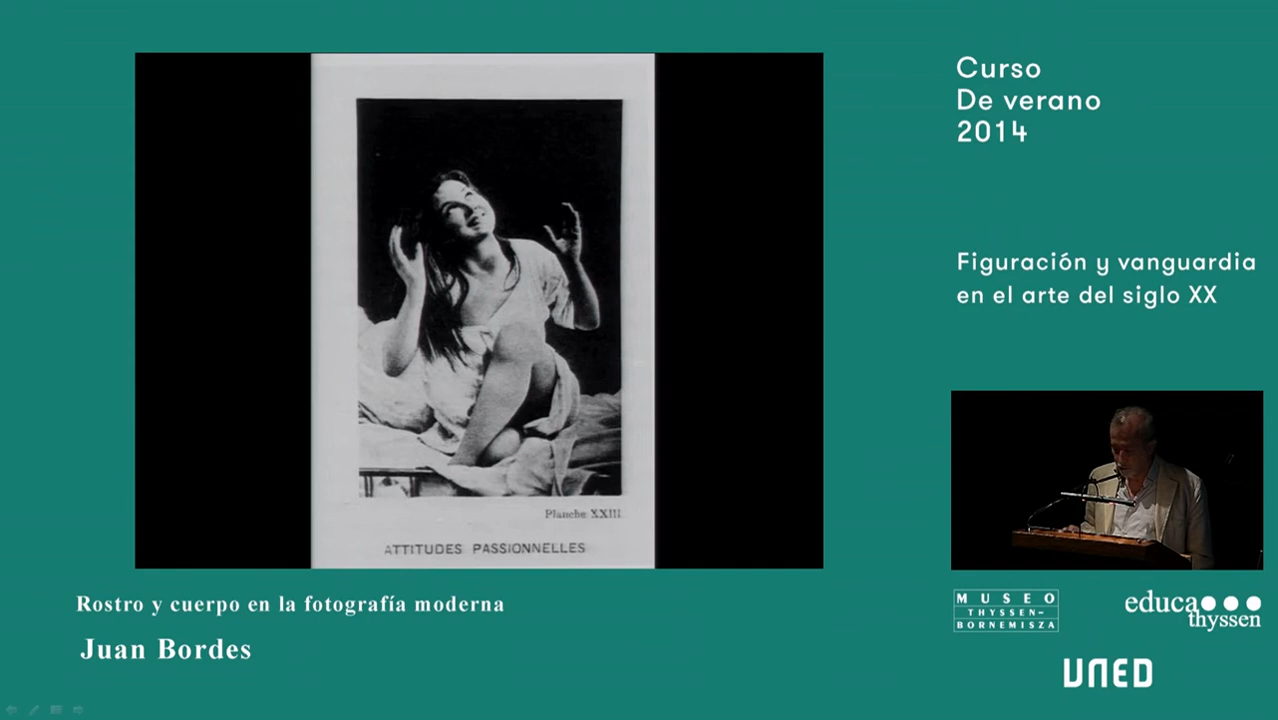 Curso
De verano
2014
Figuración y vanguardia
en el arte del siglo XX
Planche XXIII.
ATTITUDES PASSIONNELLES
Rostro y cuerpo en la fotografía moderna
Juan Bordes
MUSEO
THYSSEN-
BORNEMISZA
educa
thyssen
UNED